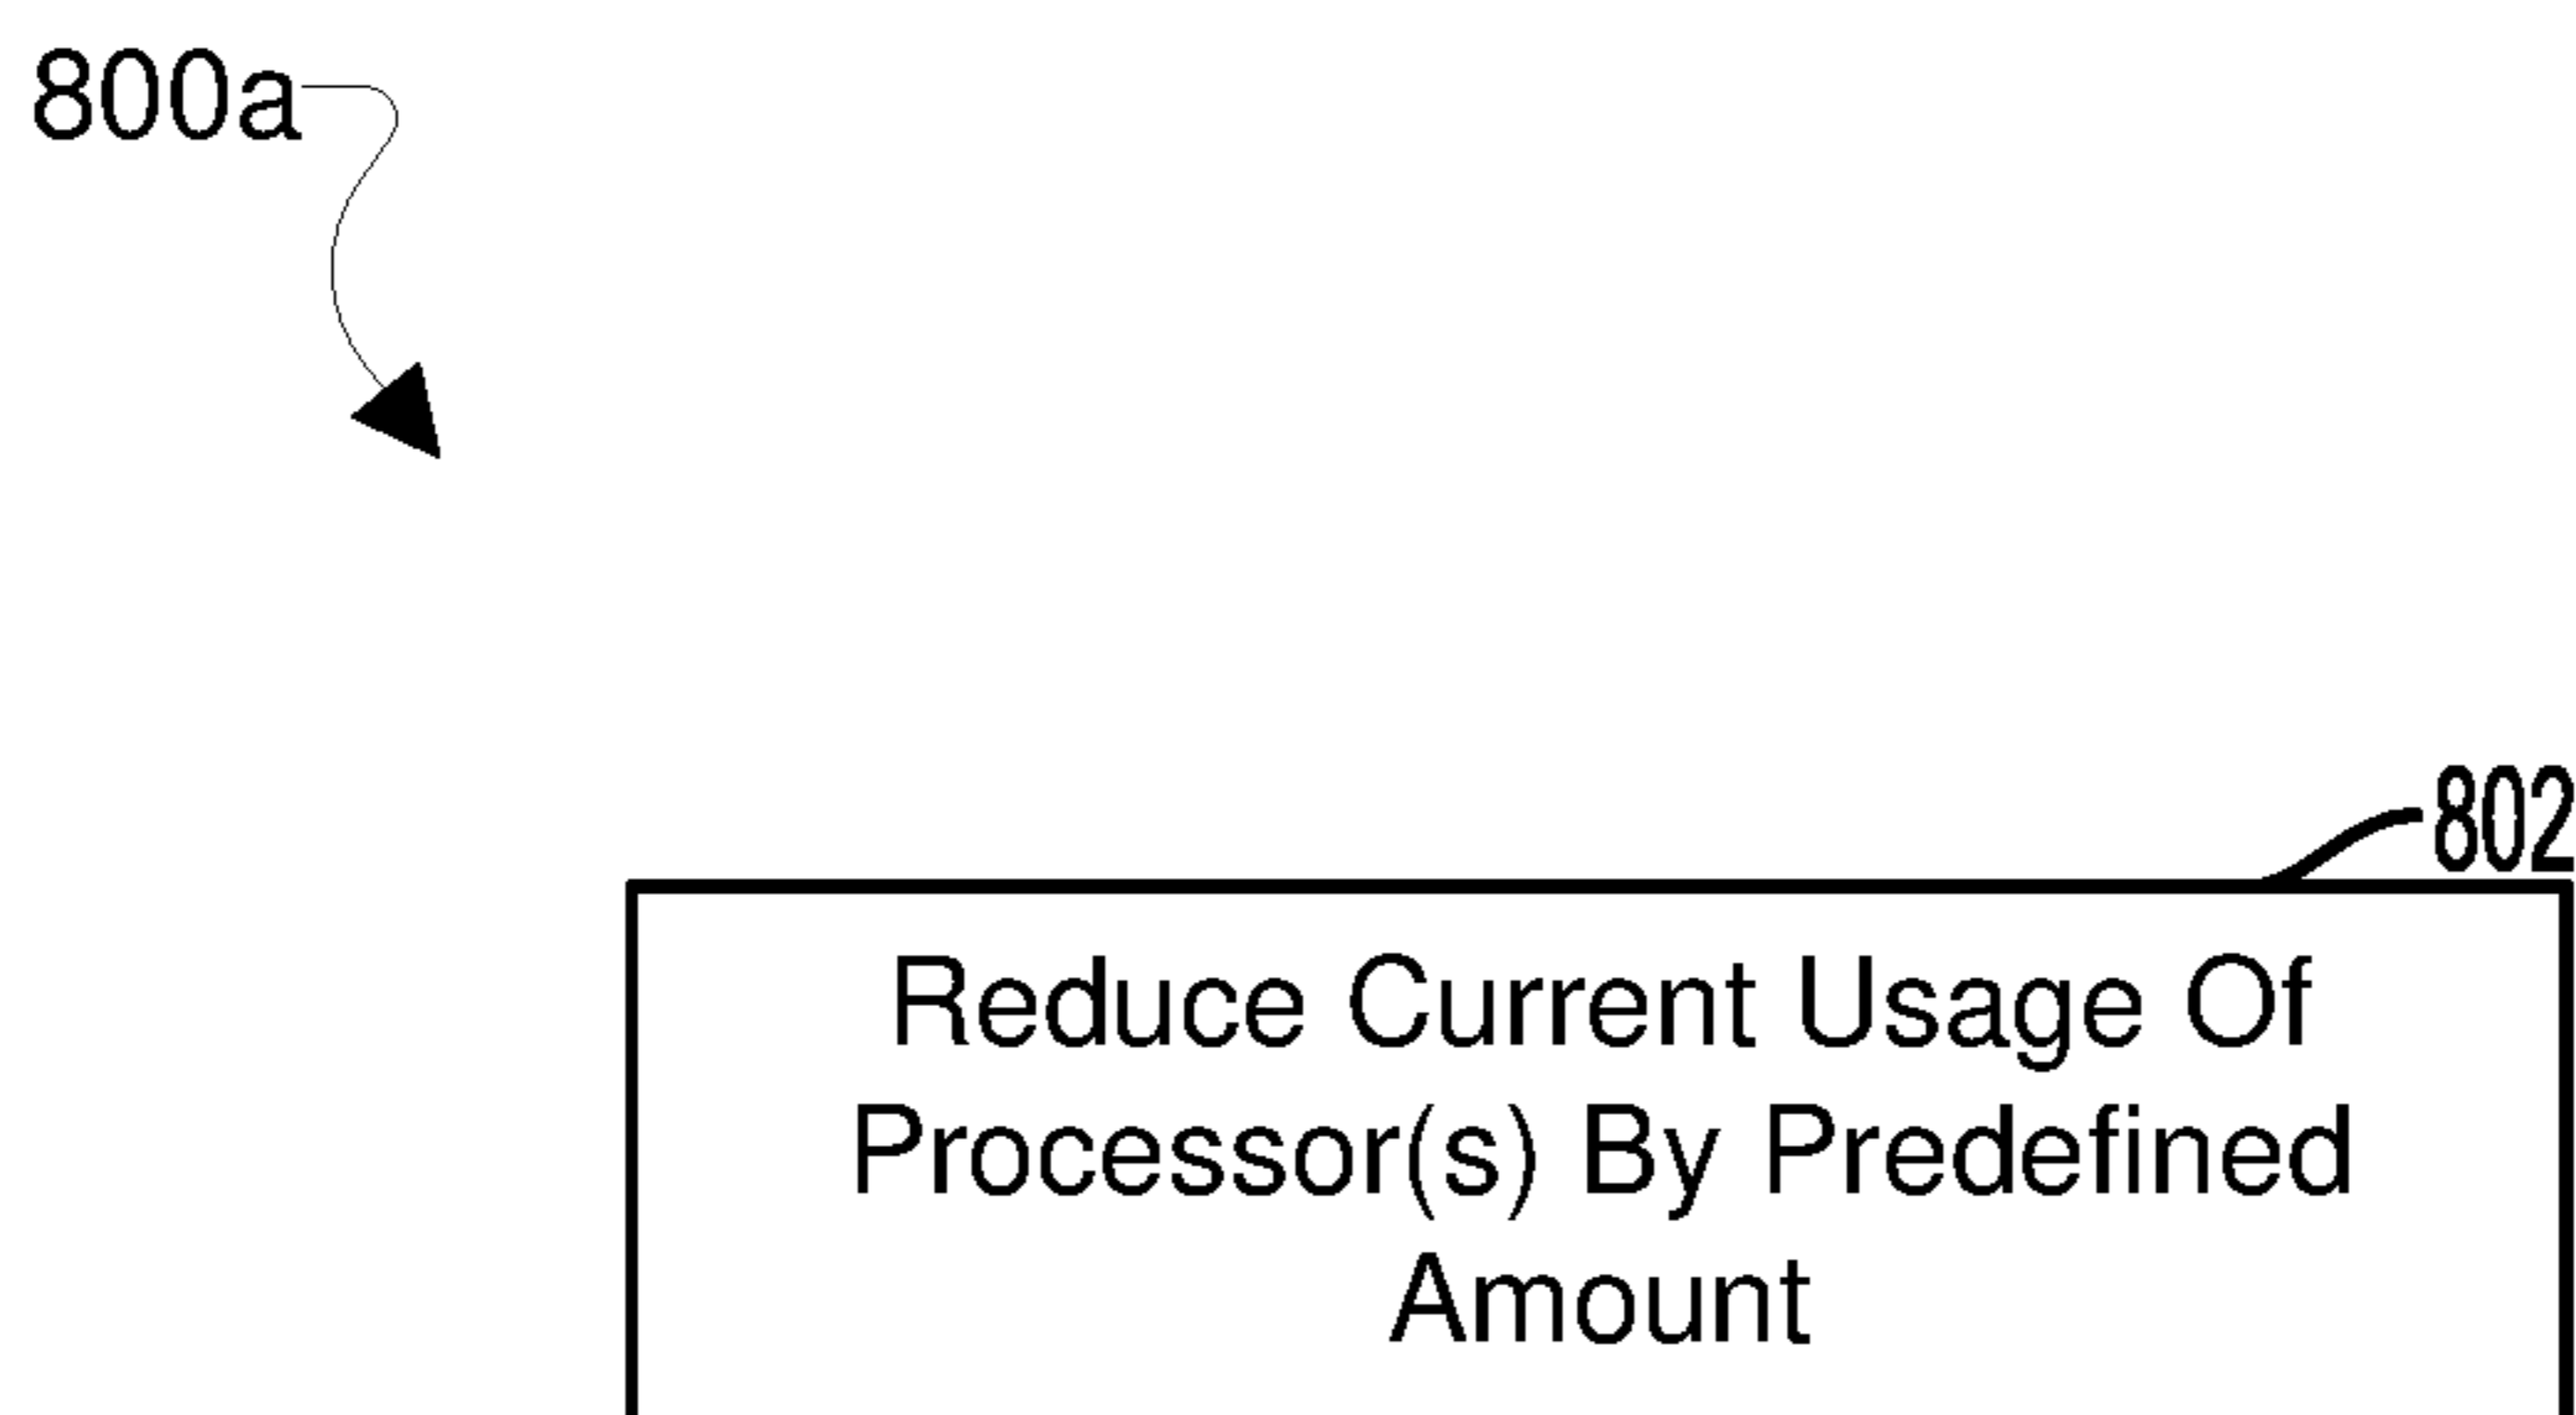 800a
802
Reduce Current Usage Of
Processor(s) By Predefined
Amount